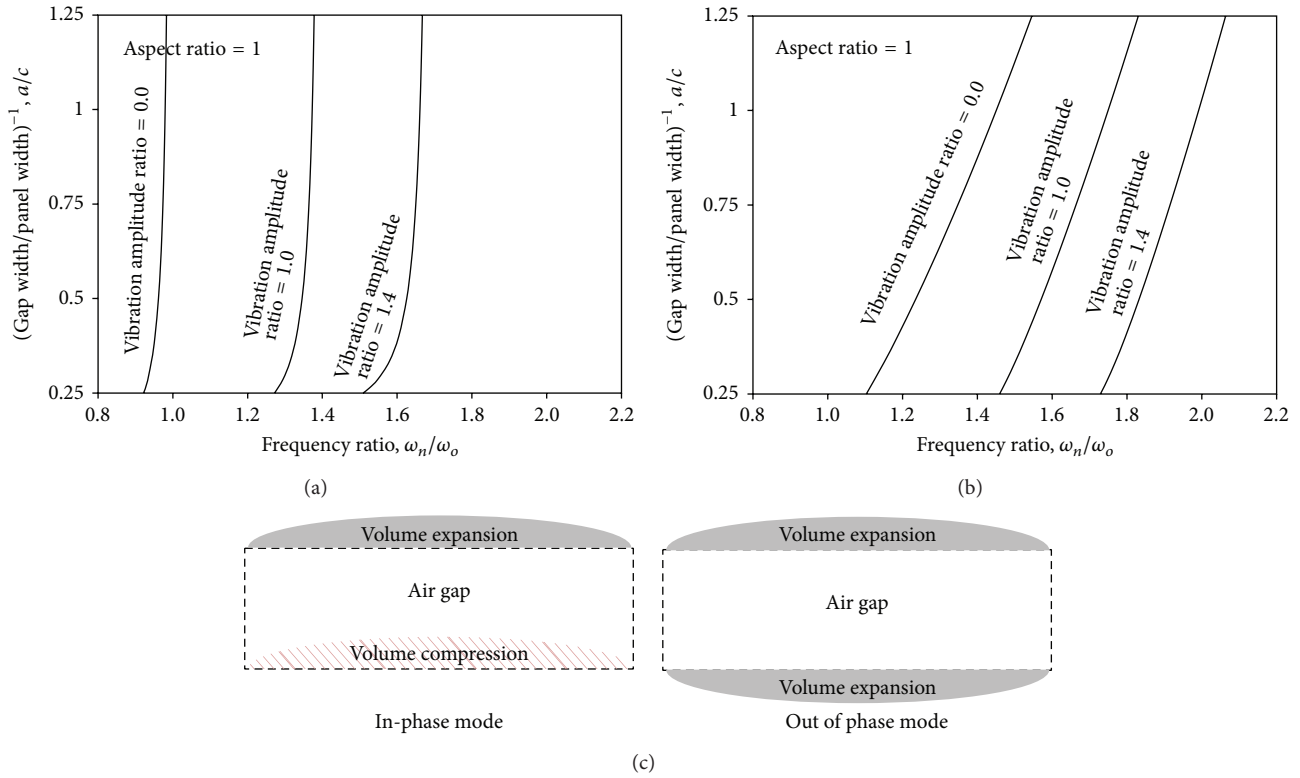 1.25
1
0.75
0.5
0.25
(Gap width/panel width)⁻¹, a/c
Aspect ratio = 1
Vibration amplitude ratio = 0.0
Vibration amplitude
ratio = 1.0
Vibration amplitude
ratio = 1.4
0.8 1.0 1.2 1.4 1.6 1.8 2.0 2.2
Frequency ratio, ωn/ωo
(a)
1.25
1
0.75
0.5
0.25
(Gap width/panel width)⁻¹, a/c
Aspect ratio = 1
Vibration amplitude ratio = 0.0
Vibration amplitude
ratio = 1.0
Vibration amplitude
ratio = 1.4
0.8 1.0 1.2 1.4 1.6 1.8 2.0 2.2
Frequency ratio, ωn/ωo
(b)
Volume expansion
Air gap
Volume compression
In-phase mode
Volume expansion
Air gap
Volume expansion
Out of phase mode
(c)